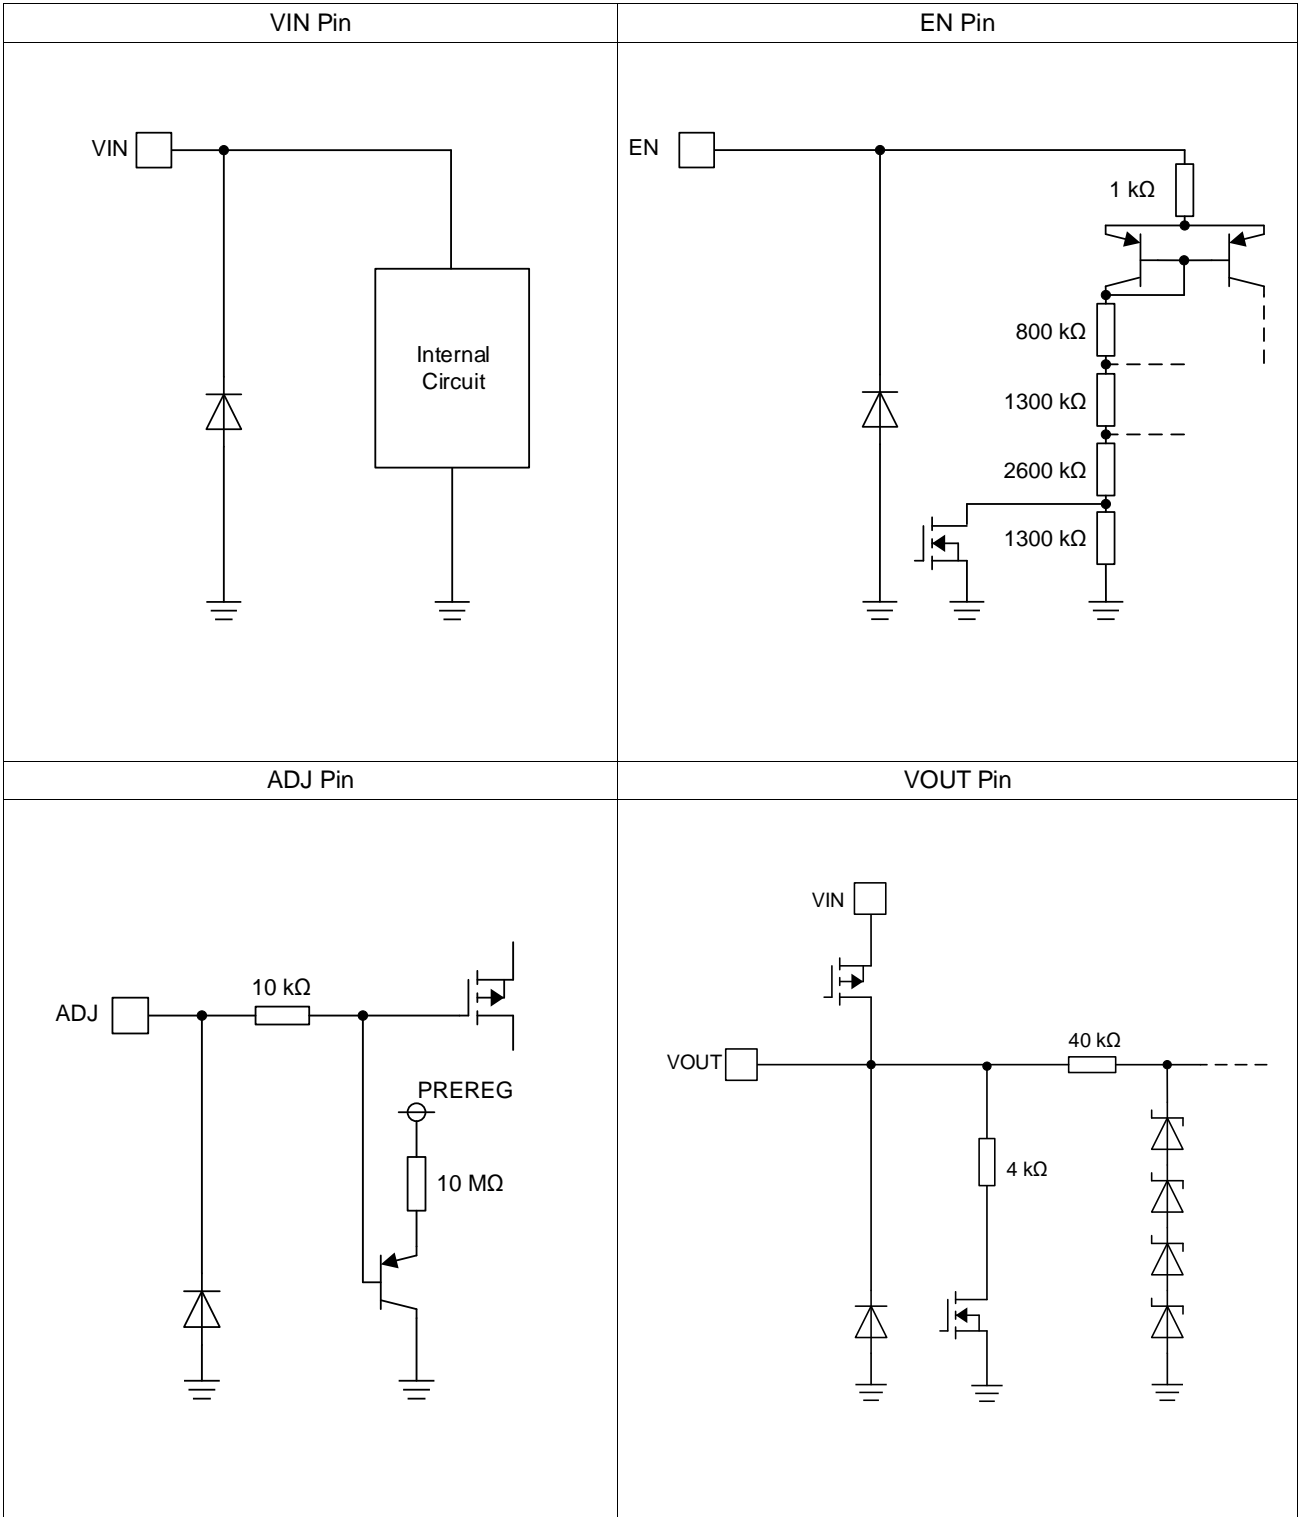 VIN Pin
EN Pin
VIN
Internal
Circuit
EN
1 kΩ
800 kΩ
1300 kΩ
2600 kΩ
1300 kΩ
ADJ Pin
VOUT Pin
ADJ
10 kΩ
PREREG
10 MΩ
VIN
VOUT
40 kΩ
4 kΩ